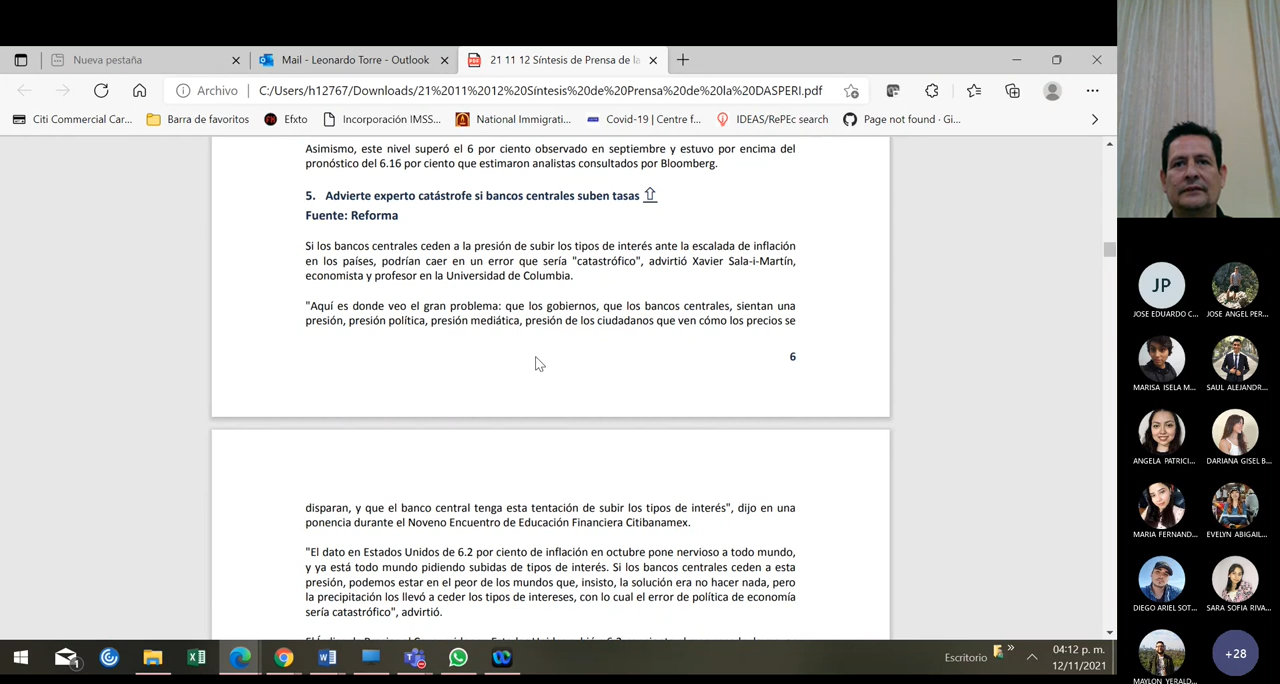 Nueva pestaña
Mail - Leonardo Torre - Outlook
21 11 12 Síntesis de Prensa de la
Archivo
C:/Users/h12767/Downloads/21%2011%2012%20Síntesis%20de%20Prensa%20de%20la%20DASPERI.pdf
Citi Commercial Car...
Barra de favoritos
Efxto
Incorporación IMSS...
National Immigrati...
Covid-19 | Centre f...
IDEAS/RePEc search
Page not found · Gi...
Asimismo, este nivel superó el 6 por ciento observado en septiembre y estuvo por encima del
pronóstico del 6.16 por ciento que estimaron analistas consultados por Bloomberg.
5. Advierte experto catástrofe si bancos centrales suben tasas
Fuente: Reforma
Si los bancos centrales ceden a la presión de subir los tipos de interés ante la escalada de inflación
en los países, podrían caer en un error que sería "catastrófico", advirtió Xavier Sala-i-Martín,
economista y profesor en la Universidad de Columbia.
"Aquí es donde veo el gran problema: que los gobiernos, que los bancos centrales, sientan una
presión, presión política, presión mediática, presión de los ciudadanos que ven cómo los precios se
6
disparan, y que el banco central tenga esta tentación de subir los tipos de interés", dijo en una
ponencia durante el Noveno Encuentro de Educación Financiera Citibanamex.
"El dato en Estados Unidos de 6.2 por ciento de inflación en octubre pone nervioso a todo mundo,
y ya está todo mundo pidiendo subidas de tipos de interés. Si los bancos centrales ceden a esta
presión, podemos estar en el peor de los mundos que, insisto, la solución era no hacer nada, pero
la precipitación los llevó a ceder los tipos de intereses, con lo cual el error de política de economía
sería catastrófico", advirtió.
JP
JOSE EDUARDO C...
JOSE ANGEL PER...
MARISA ISELA M...
SAUL ALEJANDR...
ANGELA PATRICI...
DARIANA GISEL B...
MARIA FERNAND...
EVELYN ABIGAIL...
DIEGO ARIEL SOT...
SARA SOFIA RIVA...
MAYLON YERALD...
+28
1
Escritorio
04:12 p. m.
12/11/2021